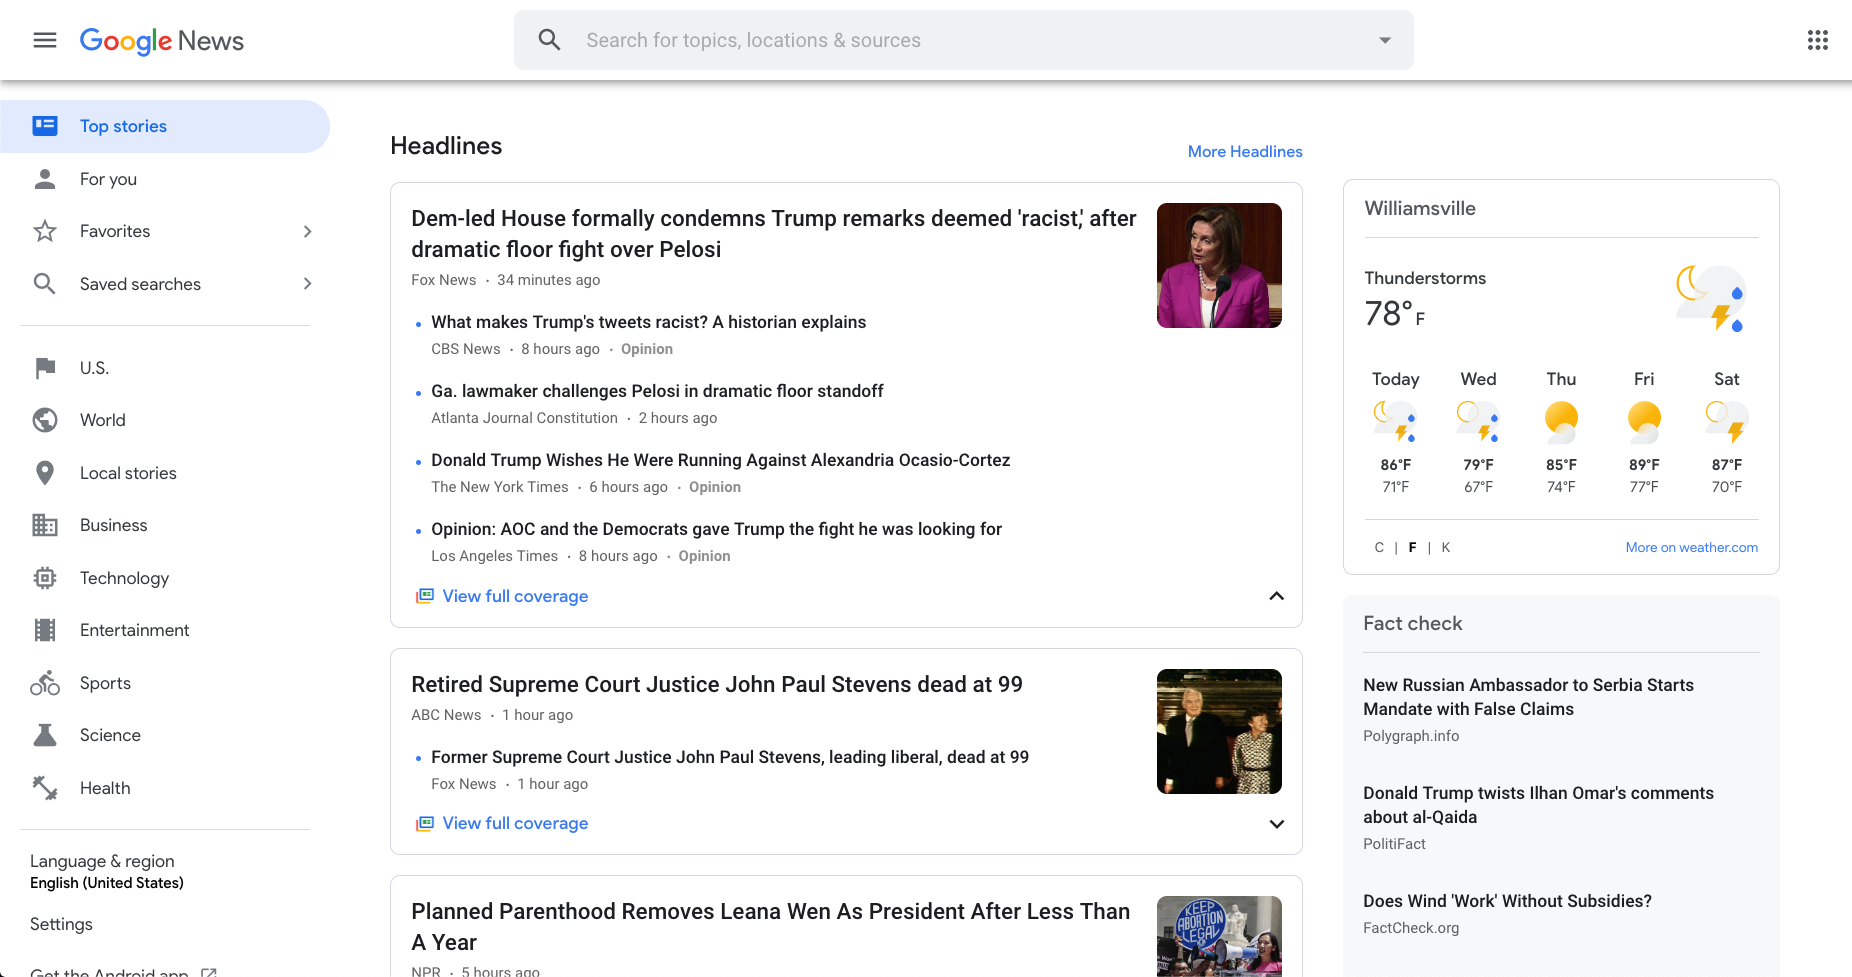 Google News
Search for topics, locations & sources
Top stories
For you
Favorites
Saved searches
U.S.
World
Local stories
Business
Technology
Entertainment
Sports
Science
Health
Language & region
English (United States)
Settings
Get the Android app
Headlines
More Headlines
Dem-led House formally condemns Trump remarks deemed 'racist,' after
dramatic floor fight over Pelosi
Fox News · 34 minutes ago
What makes Trump's tweets racist? A historian explains
CBS News · 8 hours ago · Opinion
Ga. lawmaker challenges Pelosi in dramatic floor standoff
Atlanta Journal Constitution · 2 hours ago
Donald Trump Wishes He Were Running Against Alexandria Ocasio-Cortez
The New York Times · 6 hours ago · Opinion
Opinion: AOC and the Democrats gave Trump the fight he was looking for
Los Angeles Times · 8 hours ago · Opinion
View full coverage
Retired Supreme Court Justice John Paul Stevens dead at 99
ABC News · 1 hour ago
Former Supreme Court Justice John Paul Stevens, leading liberal, dead at 99
Fox News · 1 hour ago
View full coverage
Planned Parenthood Removes Leana Wen As President After Less Than
A Year
NPR · 5 hours ago
KEEP
ABORTION
LEGAL
Williamsville
Thunderstorms
78° F
Today Wed Thu Fri Sat
86°F 79°F 85°F 89°F 87°F
71°F 67°F 74°F 77°F 70°F
C | F | K
More on weather.com
Fact check
New Russian Ambassador to Serbia Starts
Mandate with False Claims
Polygraph.info
Donald Trump twists Ilhan Omar's comments
about al-Qaida
PolitiFact
Does Wind 'Work' Without Subsidies?
FactCheck.org